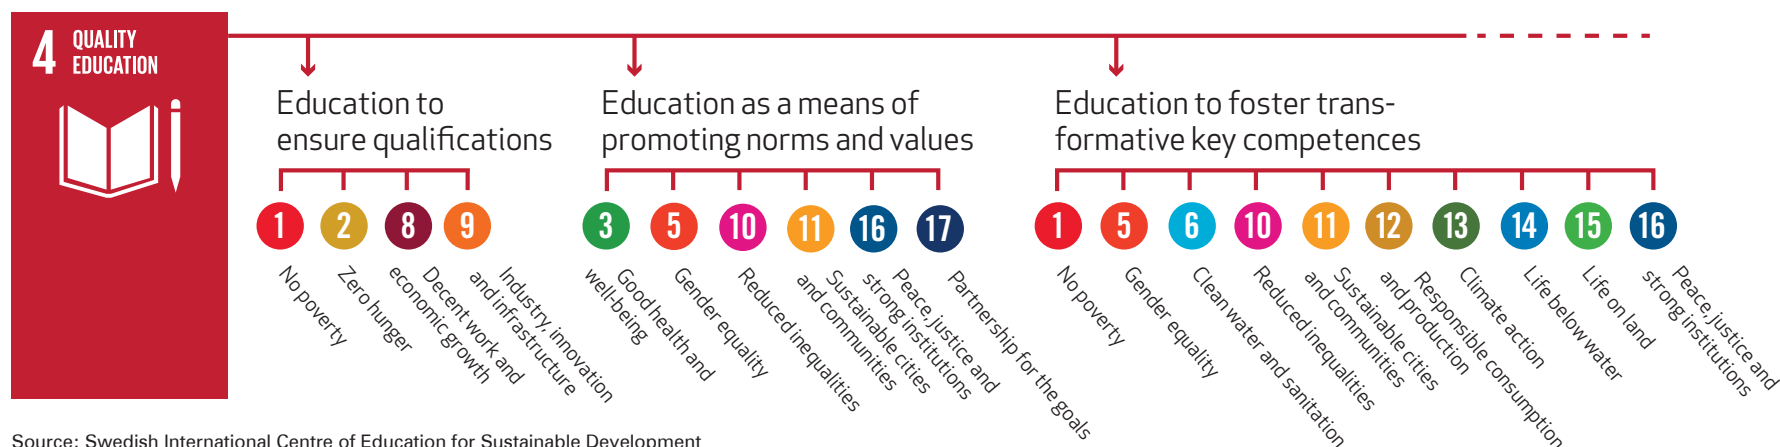 4 QUALITY
EDUCATION
Education to
ensure qualifications
1
2
8
9
No poverty
Zero hunger
Decent work and
economic growth
Industry, innovation
and infrastructure
Education as a means of
promoting norms and values
3
5
10
11
16
17
Good health and
well-being
Gender equality
Reduced inequalities
Sustainable cities
and communities
Peace, justice and
strong institutions
Partnership for the goals
Education to foster trans-
formative key competences
1
5
6
10
11
12
13
14
15
16
No poverty
Gender equality
Clean water and sanitation
Reduced inequalities
Sustainable cities
and communities
Responsible consumption
and production
Climate action
Life below water
Life on land
Peace, justice and
strong institutions
Source: Swedish International Centre of Education for Sustainable Development